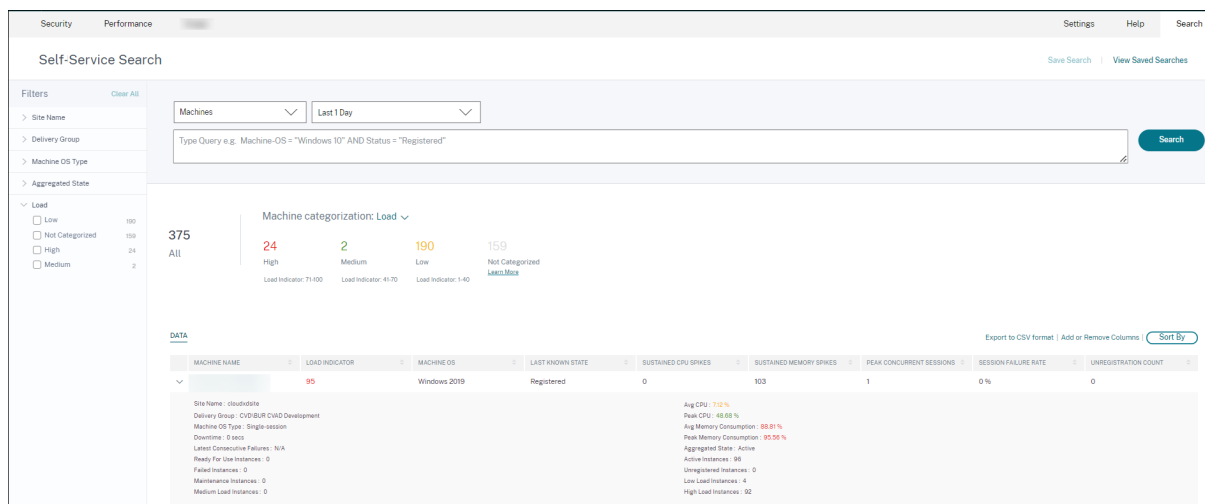 Security Performance Settings Help Search
Self-Service Search Save Search | View Saved Searches
Filters Clear All
Site Name
Delivery Group
Machine OS Type
Aggregated State
Load
Low 190
Not Categorized 159
High 24
Medium 2
Machines Last 1 Day
Type Query e.g. Machine-OS = "Windows 10" AND Status = "Registered"
Search
375
All
Machine categorization: Load
24 2 190 159
High Medium Low Not Categorized
Learn More
Load Indicator: 71-100 Load Indicator: 41-70 Load Indicator: 1-40
DATA Export to CSV format | Add or Remove Columns | Sort By
MACHINE NAME LOAD INDICATOR MACHINE OS LAST KNOWN STATE SUSTAINED CPU SPIKES SUSTAINED MEMORY SPIKES PEAK CONCURRENT SESSIONS SESSION FAILURE RATE UNREGISTRATION COUNT
95 Windows 2019 Registered 0 103 1 0 % 0
Site Name : cloudxdsite Avg CPU : 7.12 %
Delivery Group : CVD\BUR CVAD Development Peak CPU : 48.68 %
Machine OS Type : Single-session Avg Memory Consumption : 88.81 %
Downtime : 0 secs Peak Memory Consumption : 95.56 %
Latest Consecutive Failures : N/A Aggregated State : Active
Ready For Use Instances : 0 Active Instances : 96
Failed Instances : 0 Unregistered Instances : 0
Maintenance Instances : 0 Low Load Instances : 4
Medium Load Instances : 0 High Load Instances : 92